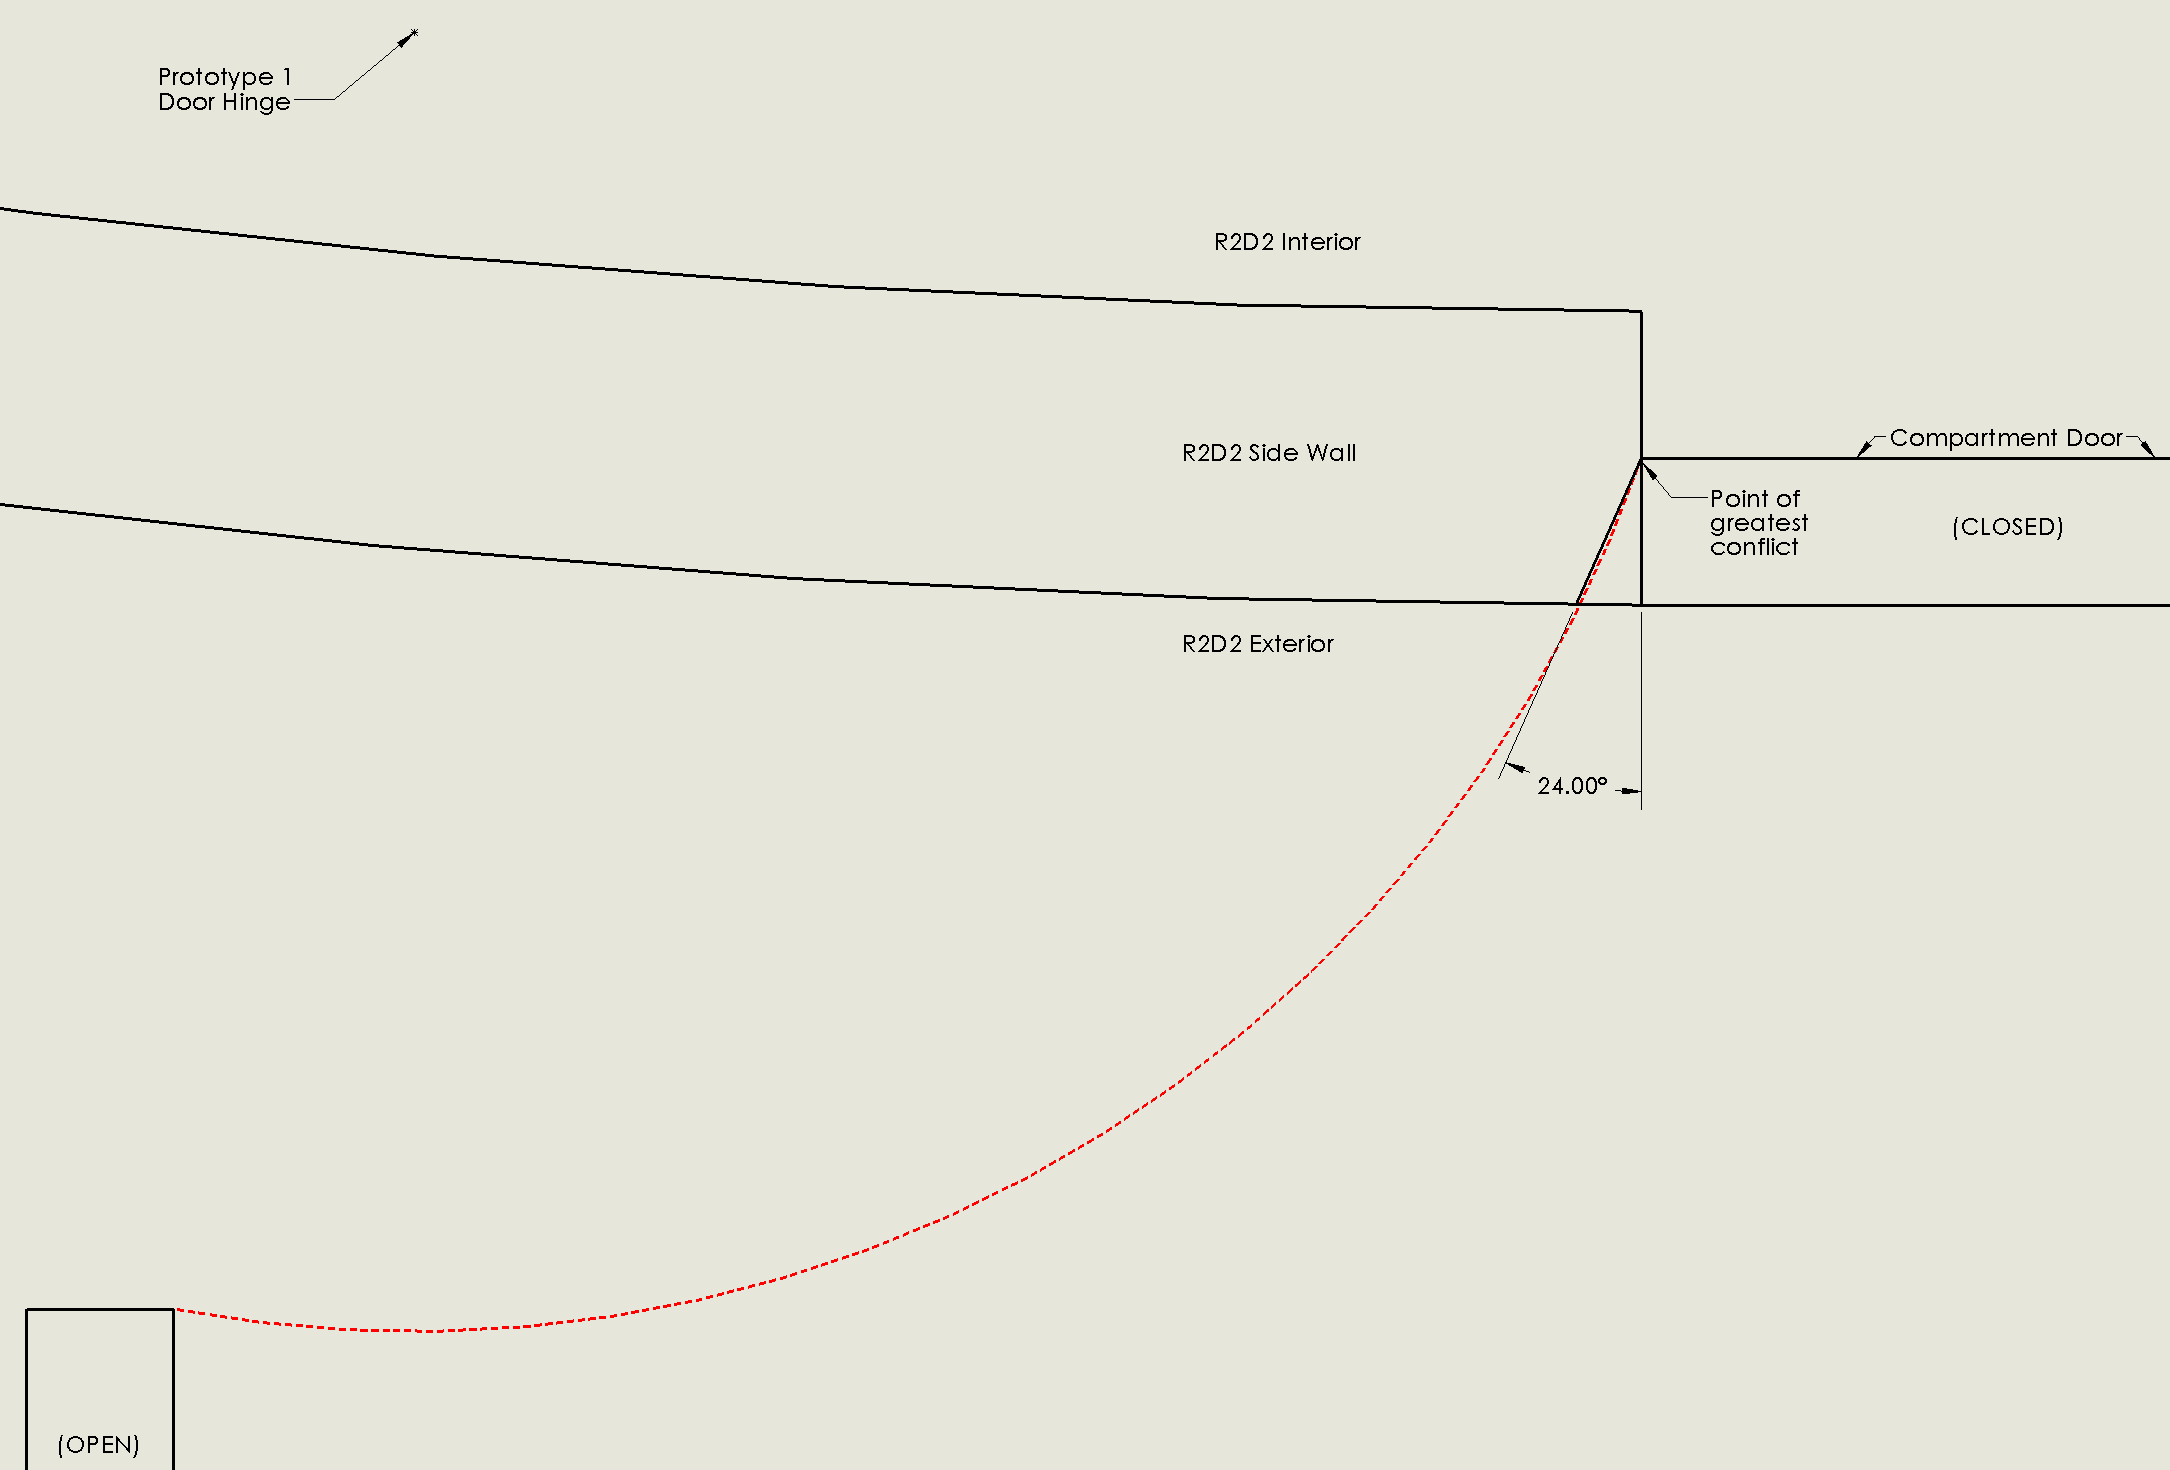 Prototype 1
Door Hinge
R2D2 Interior
R2D2 Side Wall
Compartment Door
Point of
greatest
conflict
(CLOSED)
R2D2 Exterior
24.00°
(OPEN)